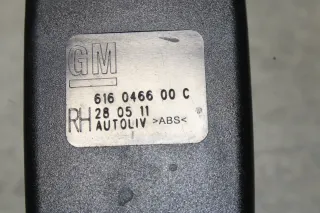 GM
616 0466 00 C
RH 28 05 11
AUTOLIV >ABS<